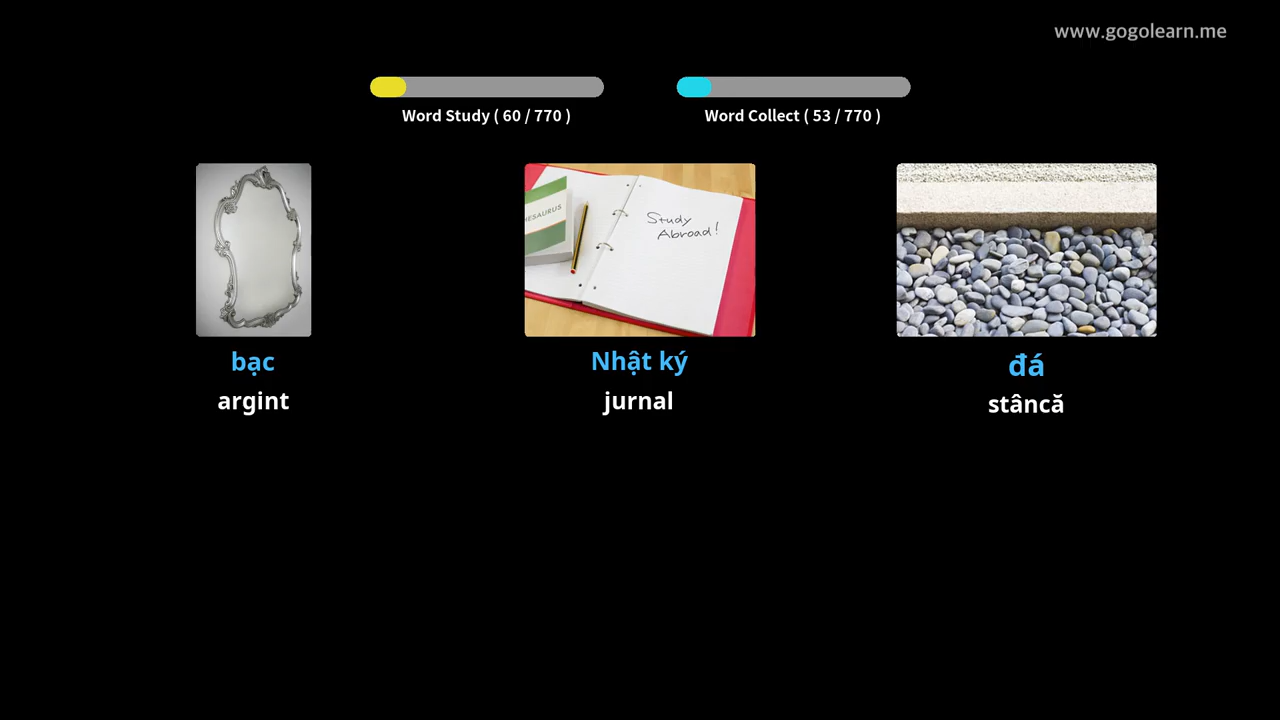 www.gogolearn.me
Word Study ( 60 / 770 )
Word Collect ( 53 / 770 )
HESAURUS
Study
Abroad!
bạc
Nhật ký
đá
argint
jurnal
stâncă